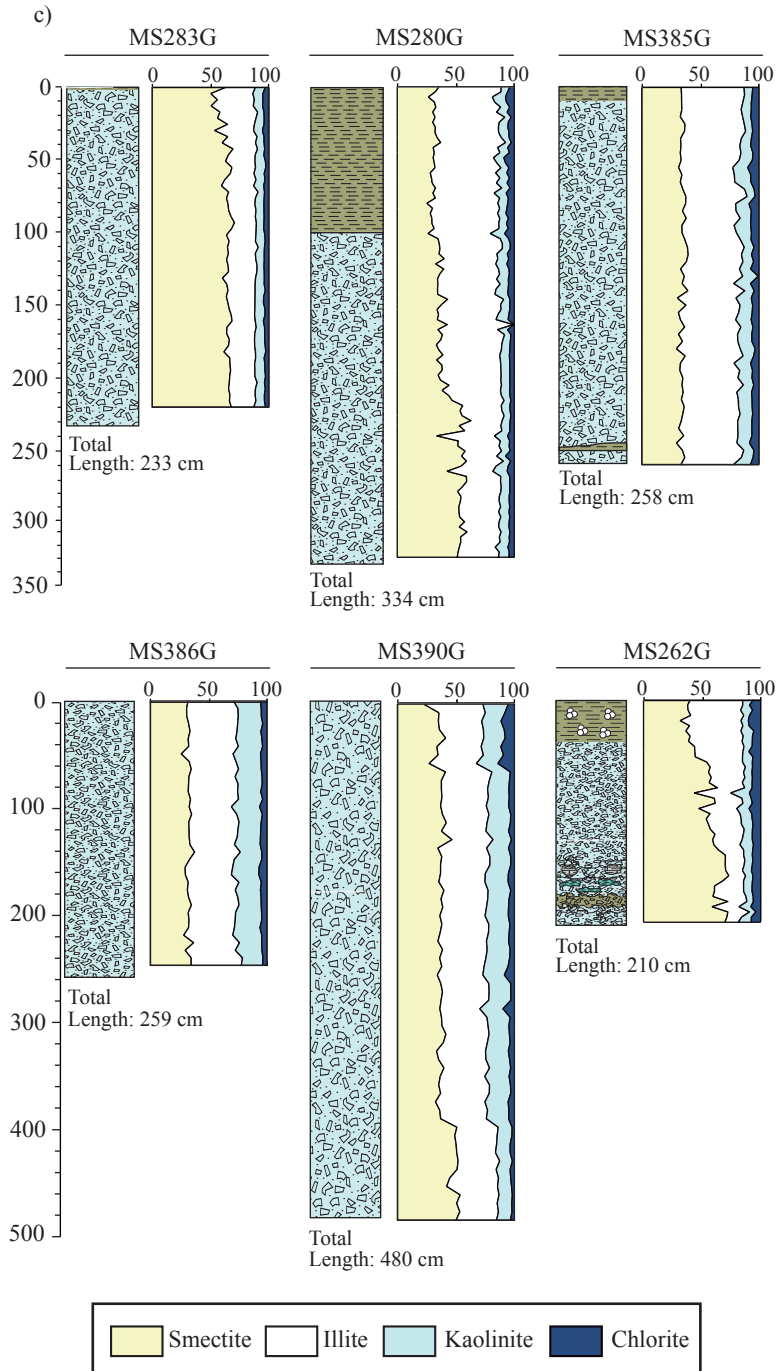 c)
MS283G
MS280G
MS385G
0 50 100
0 50 100
0 50 100
0
50
100
150
200
250
300
350
Total
Length: 233 cm
Total
Length: 334 cm
Total
Length: 258 cm
MS386G
MS390G
MS262G
0 50 100
0 50 100
0 50 100
0
100
200
300
400
500
Total
Length: 259 cm
Total
Length: 480 cm
Total
Length: 210 cm
Smectite Illite Kaolinite Chlorite